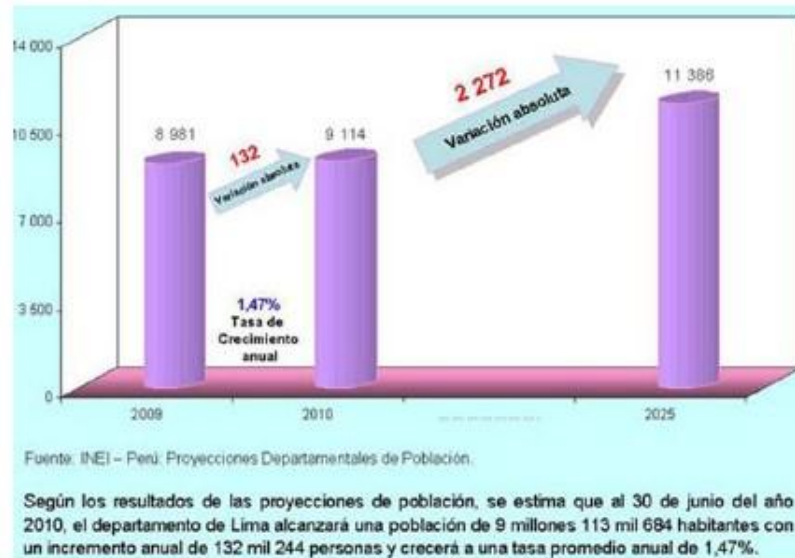 14 000
10 500
7 000
3 500
0
8 981
132
Variación absoluta
9 114
2 272
Variación absoluta
11 386
1,47%
Tasa de
Crecimiento
anual
2009
2010
2025
Fuente: INEI – Perú: Proyecciones Departamentales de Población.
Según los resultados de las proyecciones de población, se estima que al 30 de junio del año
2010, el departamento de Lima alcanzará una población de 9 millones 113 mil 684 habitantes con
un incremento anual de 132 mil 244 personas y crecerá a una tasa promedio anual de 1,47%.